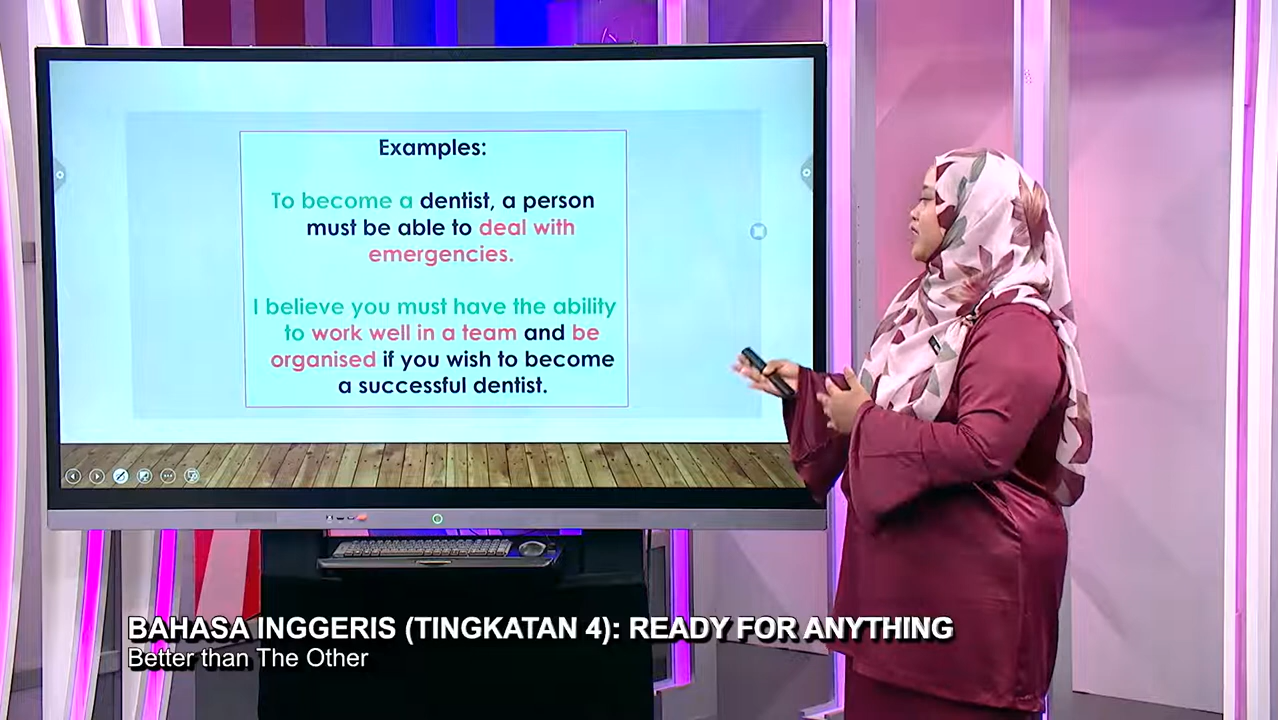 Examples:
To become a dentist, a person
must be able to deal with
emergencies.
I believe you must have the ability
to work well in a team and be
organised if you wish to become
a successful dentist.
BAHASA INGGERIS (TINGKATAN 4): READY FOR ANYTHING
Better than The Other